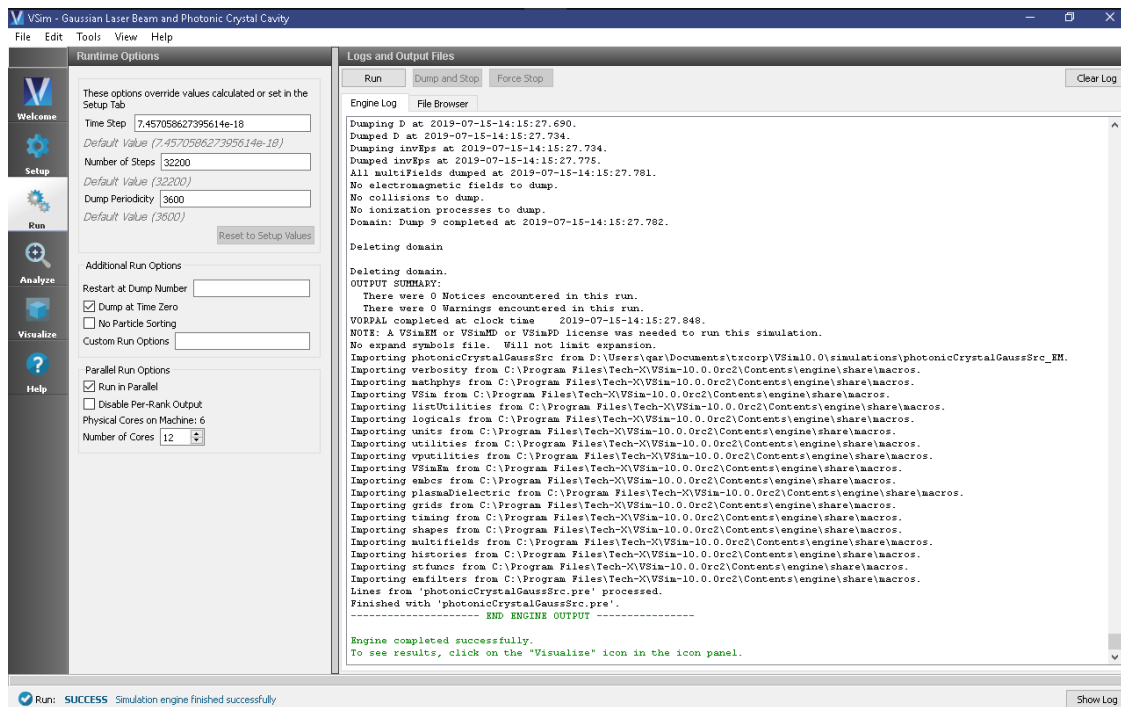 VSim - Gaussian Laser Beam and Photonic Crystal Cavity
File Edit Tools View Help
Welcome
Setup
Run
Analyze
Visualize
Help
Runtime Options
These options override values calculated or set in the
Setup Tab
Time Step 7.457058627395614e-18
Default Value (7.457058627395614e-18)
Number of Steps 32200
Default Value (32200)
Dump Periodicity 3600
Default Value (3600)
Reset to Setup Values
Additional Run Options
Restart at Dump Number
Dump at Time Zero
No Particle Sorting
Custom Run Options
Parallel Run Options
Run in Parallel
Disable Per-Rank Output
Physical Cores on Machine: 6
Number of Cores 12
Logs and Output Files
Run Dump and Stop Force Stop Clear Log
Engine Log File Browser
Dumping D at 2019-07-15-14:15:27.690.
Dumped D at 2019-07-15-14:15:27.734.
Dumping invEps at 2019-07-15-14:15:27.734.
Dumped invEps at 2019-07-15-14:15:27.775.
All multiFields dumped at 2019-07-15-14:15:27.781.
No electromagnetic fields to dump.
No collisions to dump.
No ionization processes to dump.
Domain: Dump 9 completed at 2019-07-15-14:15:27.782.
Deleting domain
Deleting domain.
OUTPUT SUMMARY:
There were 0 Notices encountered in this run.
There were 0 Warnings encountered in this run.
VORPAL completed at clock time 2019-07-15-14:15:27.848.
NOTE: A VSimEM or VSimMD or VSimPD license was needed to run this simulation.
No expand symbols file. Will not limit expansion.
Importing photonicCrystalGaussSrc from D:\Users\qar\Documents\txcorp\VSim10.0\simulations\photonicCrystalGaussSrc_EM.
Importing verbosity from C:\Program Files\Tech-X\VSim-10.0.0rc2\Contents\engine\share\macros.
Importing mathphys from C:\Program Files\Tech-X\VSim-10.0.0rc2\Contents\engine\share\macros.
Importing VSim from C:\Program Files\Tech-X\VSim-10.0.0rc2\Contents\engine\share\macros.
Importing listUtilities from C:\Program Files\Tech-X\VSim-10.0.0rc2\Contents\engine\share\macros.
Importing logicals from C:\Program Files\Tech-X\VSim-10.0.0rc2\Contents\engine\share\macros.
Importing units from C:\Program Files\Tech-X\VSim-10.0.0rc2\Contents\engine\share\macros.
Importing utilities from C:\Program Files\Tech-X\VSim-10.0.0rc2\Contents\engine\share\macros.
Importing vputilities from C:\Program Files\Tech-X\VSim-10.0.0rc2\Contents\engine\share\macros.
Importing VSimEm from C:\Program Files\Tech-X\VSim-10.0.0rc2\Contents\engine\share\macros.
Importing embcs from C:\Program Files\Tech-X\VSim-10.0.0rc2\Contents\engine\share\macros.
Importing plasmaDielectric from C:\Program Files\Tech-X\VSim-10.0.0rc2\Contents\engine\share\macros.
Importing grids from C:\Program Files\Tech-X\VSim-10.0.0rc2\Contents\engine\share\macros.
Importing timing from C:\Program Files\Tech-X\VSim-10.0.0rc2\Contents\engine\share\macros.
Importing shapes from C:\Program Files\Tech-X\VSim-10.0.0rc2\Contents\engine\share\macros.
Importing multifields from C:\Program Files\Tech-X\VSim-10.0.0rc2\Contents\engine\share\macros.
Importing histories from C:\Program Files\Tech-X\VSim-10.0.0rc2\Contents\engine\share\macros.
Importing stfuncs from C:\Program Files\Tech-X\VSim-10.0.0rc2\Contents\engine\share\macros.
Importing emfilters from C:\Program Files\Tech-X\VSim-10.0.0rc2\Contents\engine\share\macros.
Lines from 'photonicCrystalGaussSrc.pre' processed.
Finished with 'photonicCrystalGaussSrc.pre'.
-------------------- END ENGINE OUTPUT ---------------
Engine completed successfully.
To see results, click on the "Visualize" icon in the icon panel.
Run: SUCCESS Simulation engine finished successfully
Show Log